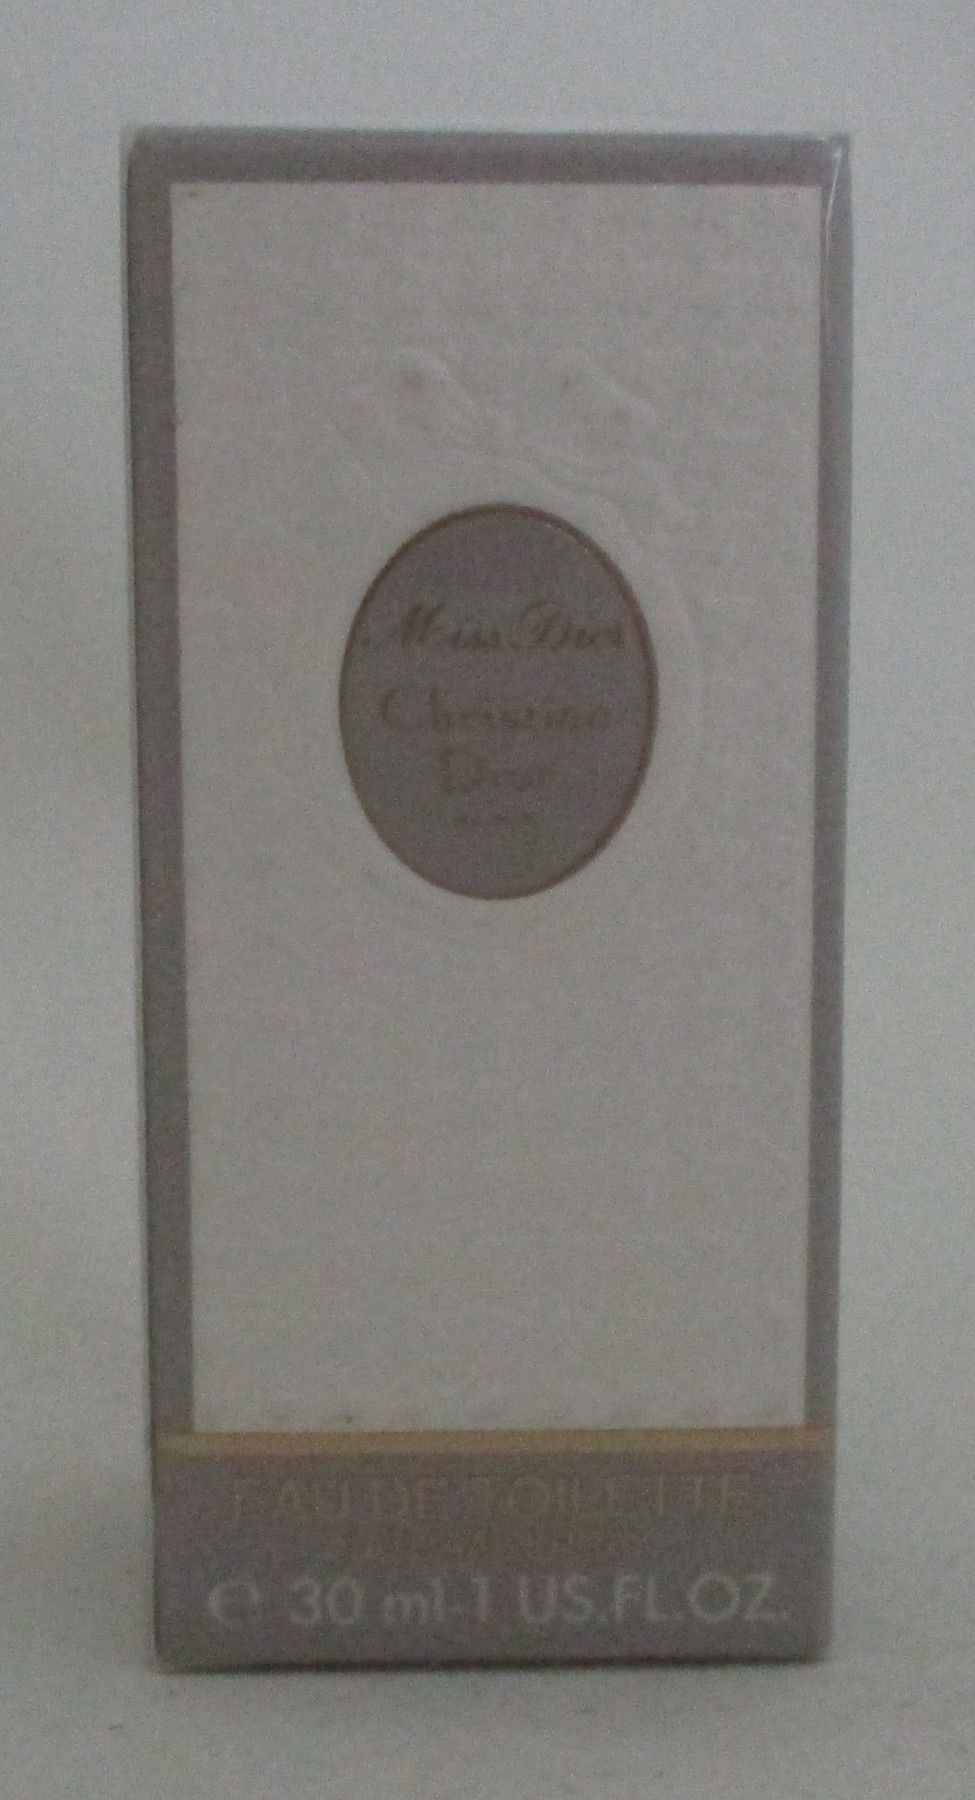 Miss Dior
Christian
Dior
EAU DE TOILETTE
e 30 ml-1 US.FL.OZ.